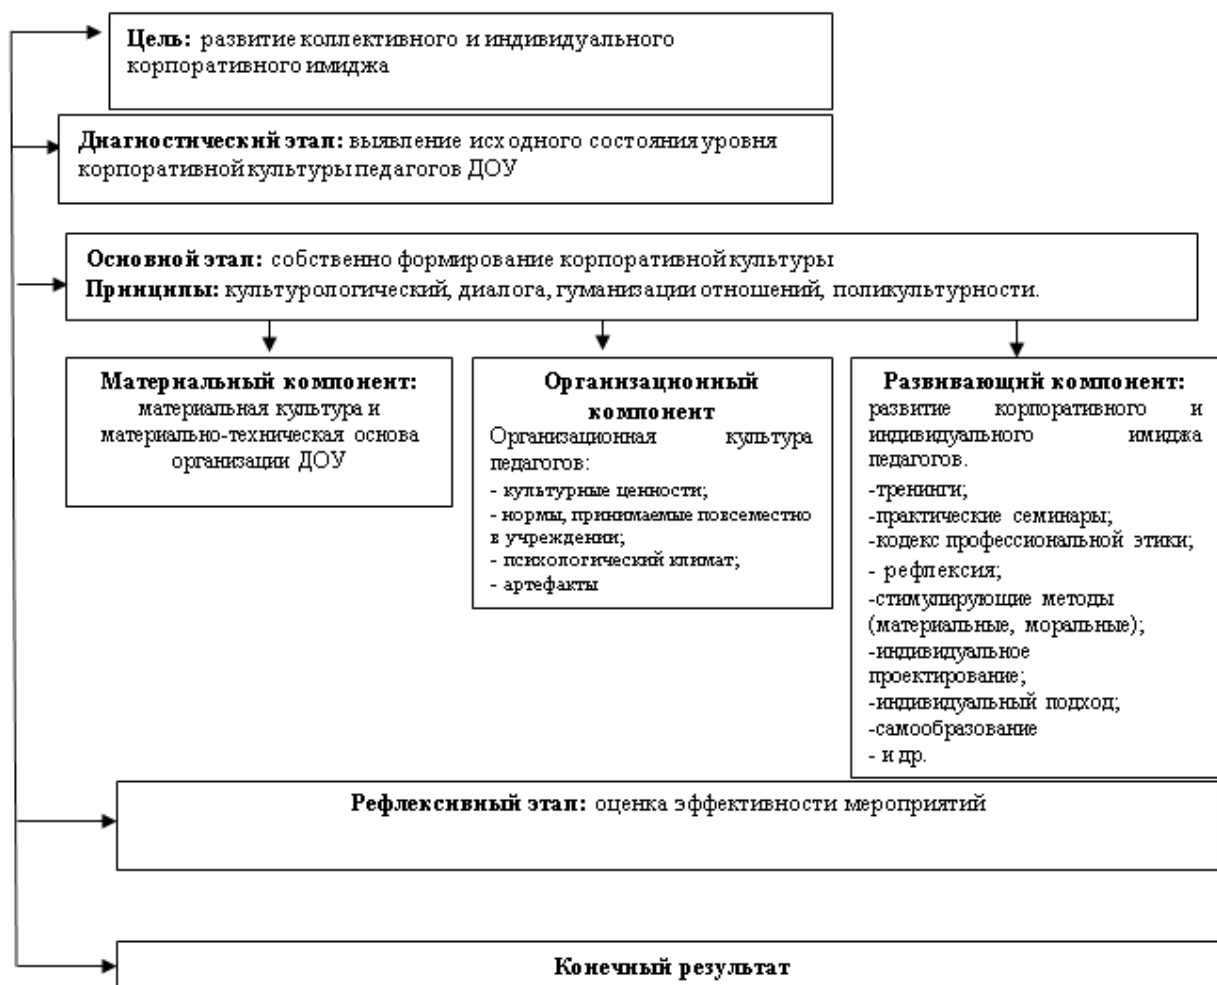 Цель: развитие коллективного и индивидуального
корпоративного имиджа
Диагностический этап: выявление исходного состояния уровня
корпоративной культуры педагогов ДОУ
Основной этап: собственно формирование корпоративной культуры
Принципы: культурологический, диалога, гуманизации отношений, поликультурности.
Материальный компонент:
материальная культура и
материально-техническая основа
организации ДОУ
Организационный
компонент
Организационная культура
педагогов:
- культурные ценности;
- нормы, принимаемые повсеместно
в учреждении;
- психологический климат;
- артефакты
Развивающий компонент:
развитие корпоративного и
индивидуального имиджа
педагогов.
-тренинги;
-практические семинары;
-кодекс профессиональной этики;
- рефлексия;
-стимулирующие методы
(материальные, моральные);
-индивидуальное
проектирование;
-индивидуальный подход;
-самообразование
- и др.
Рефлексивный этап: оценка эффективности мероприятий
Конечный результат